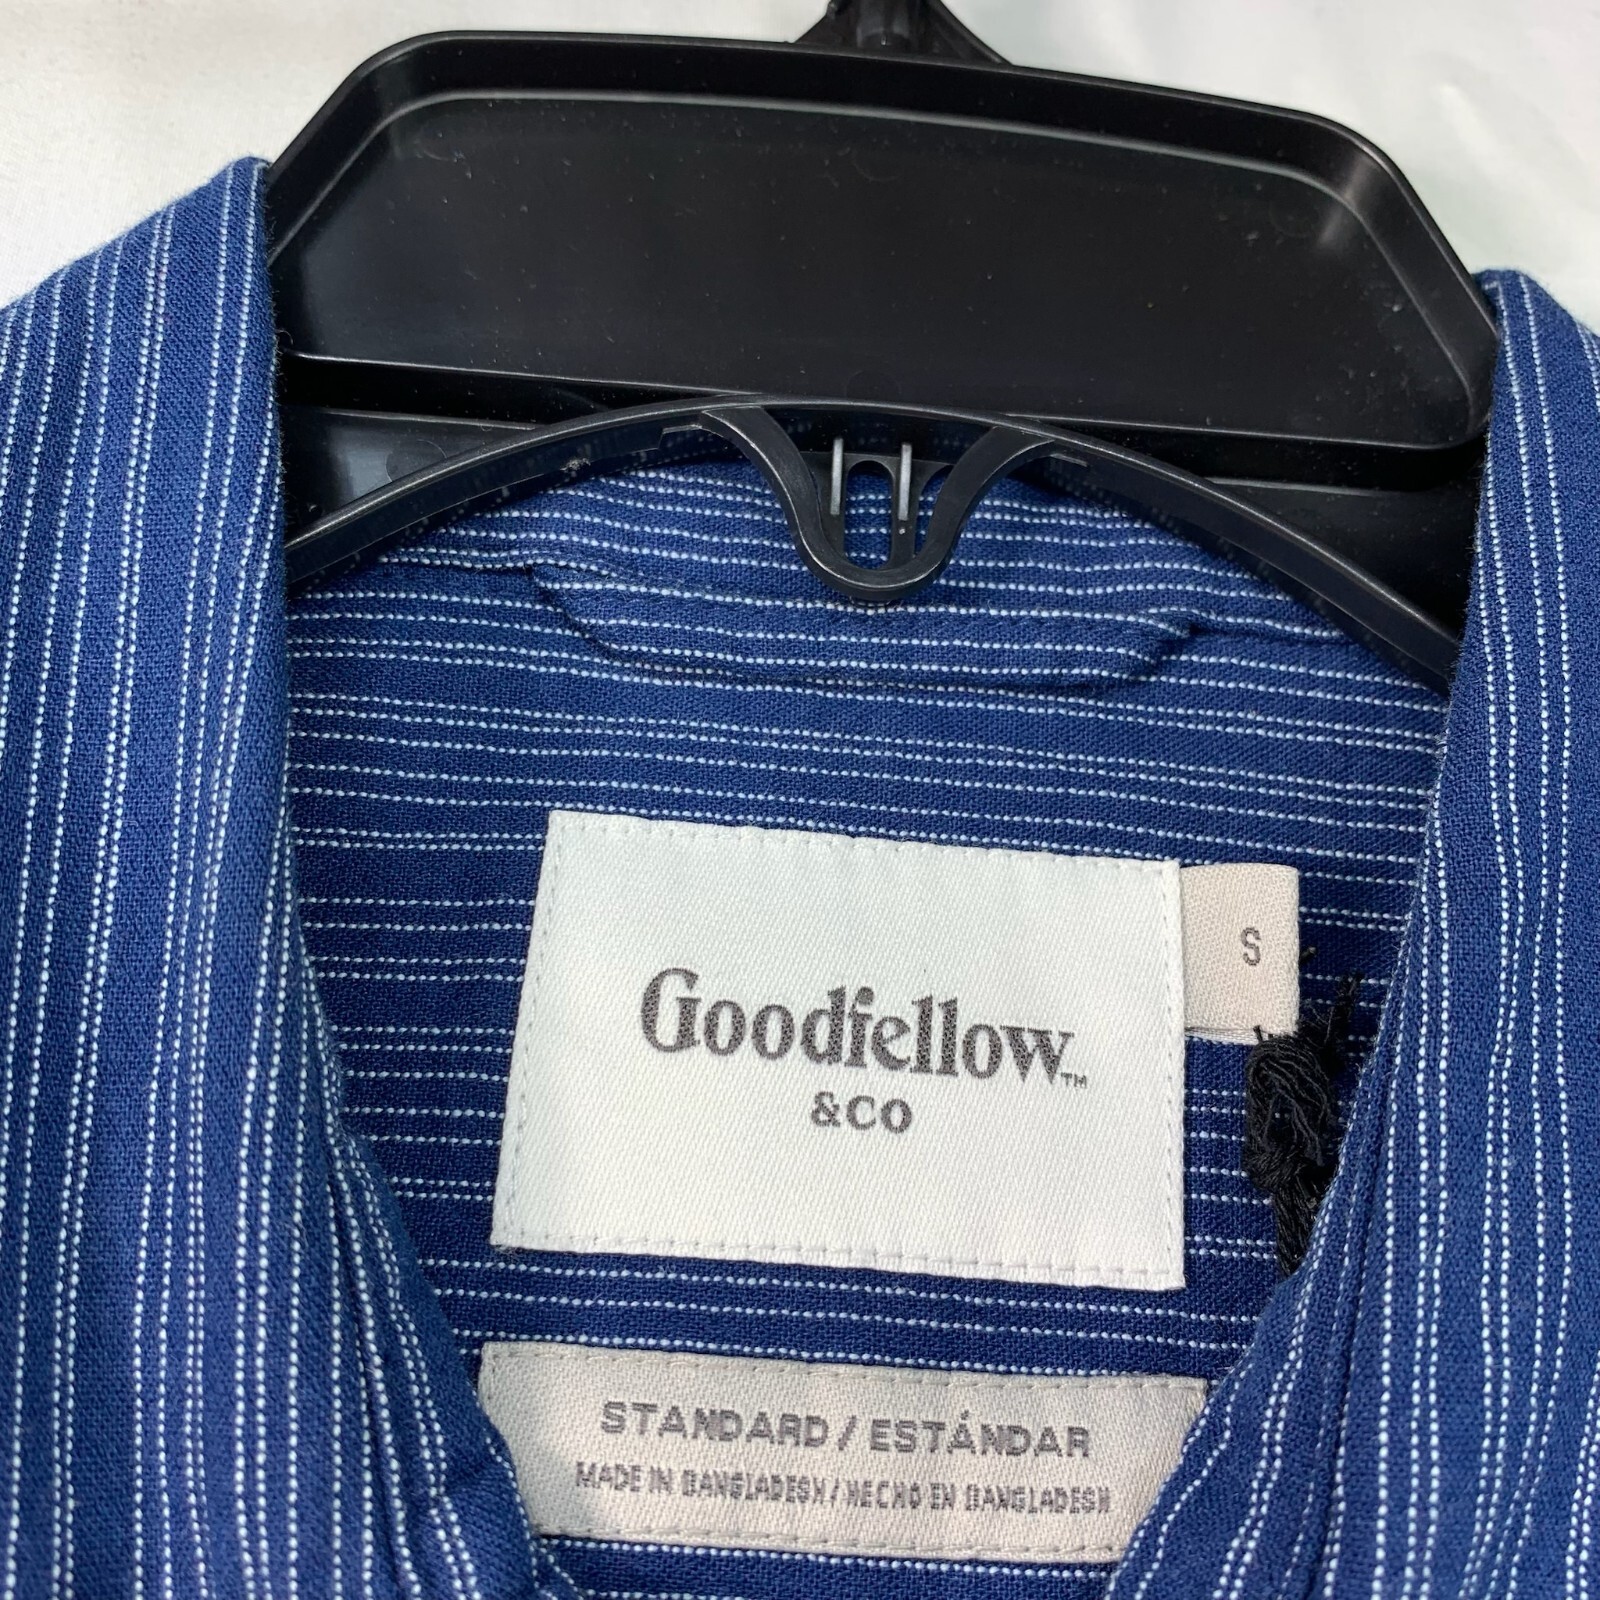 Goodfellow™
&CO
S
STANDARD / ESTÁNDAR
MADE IN BANGLADESH / HECHO EN BANGLADESH